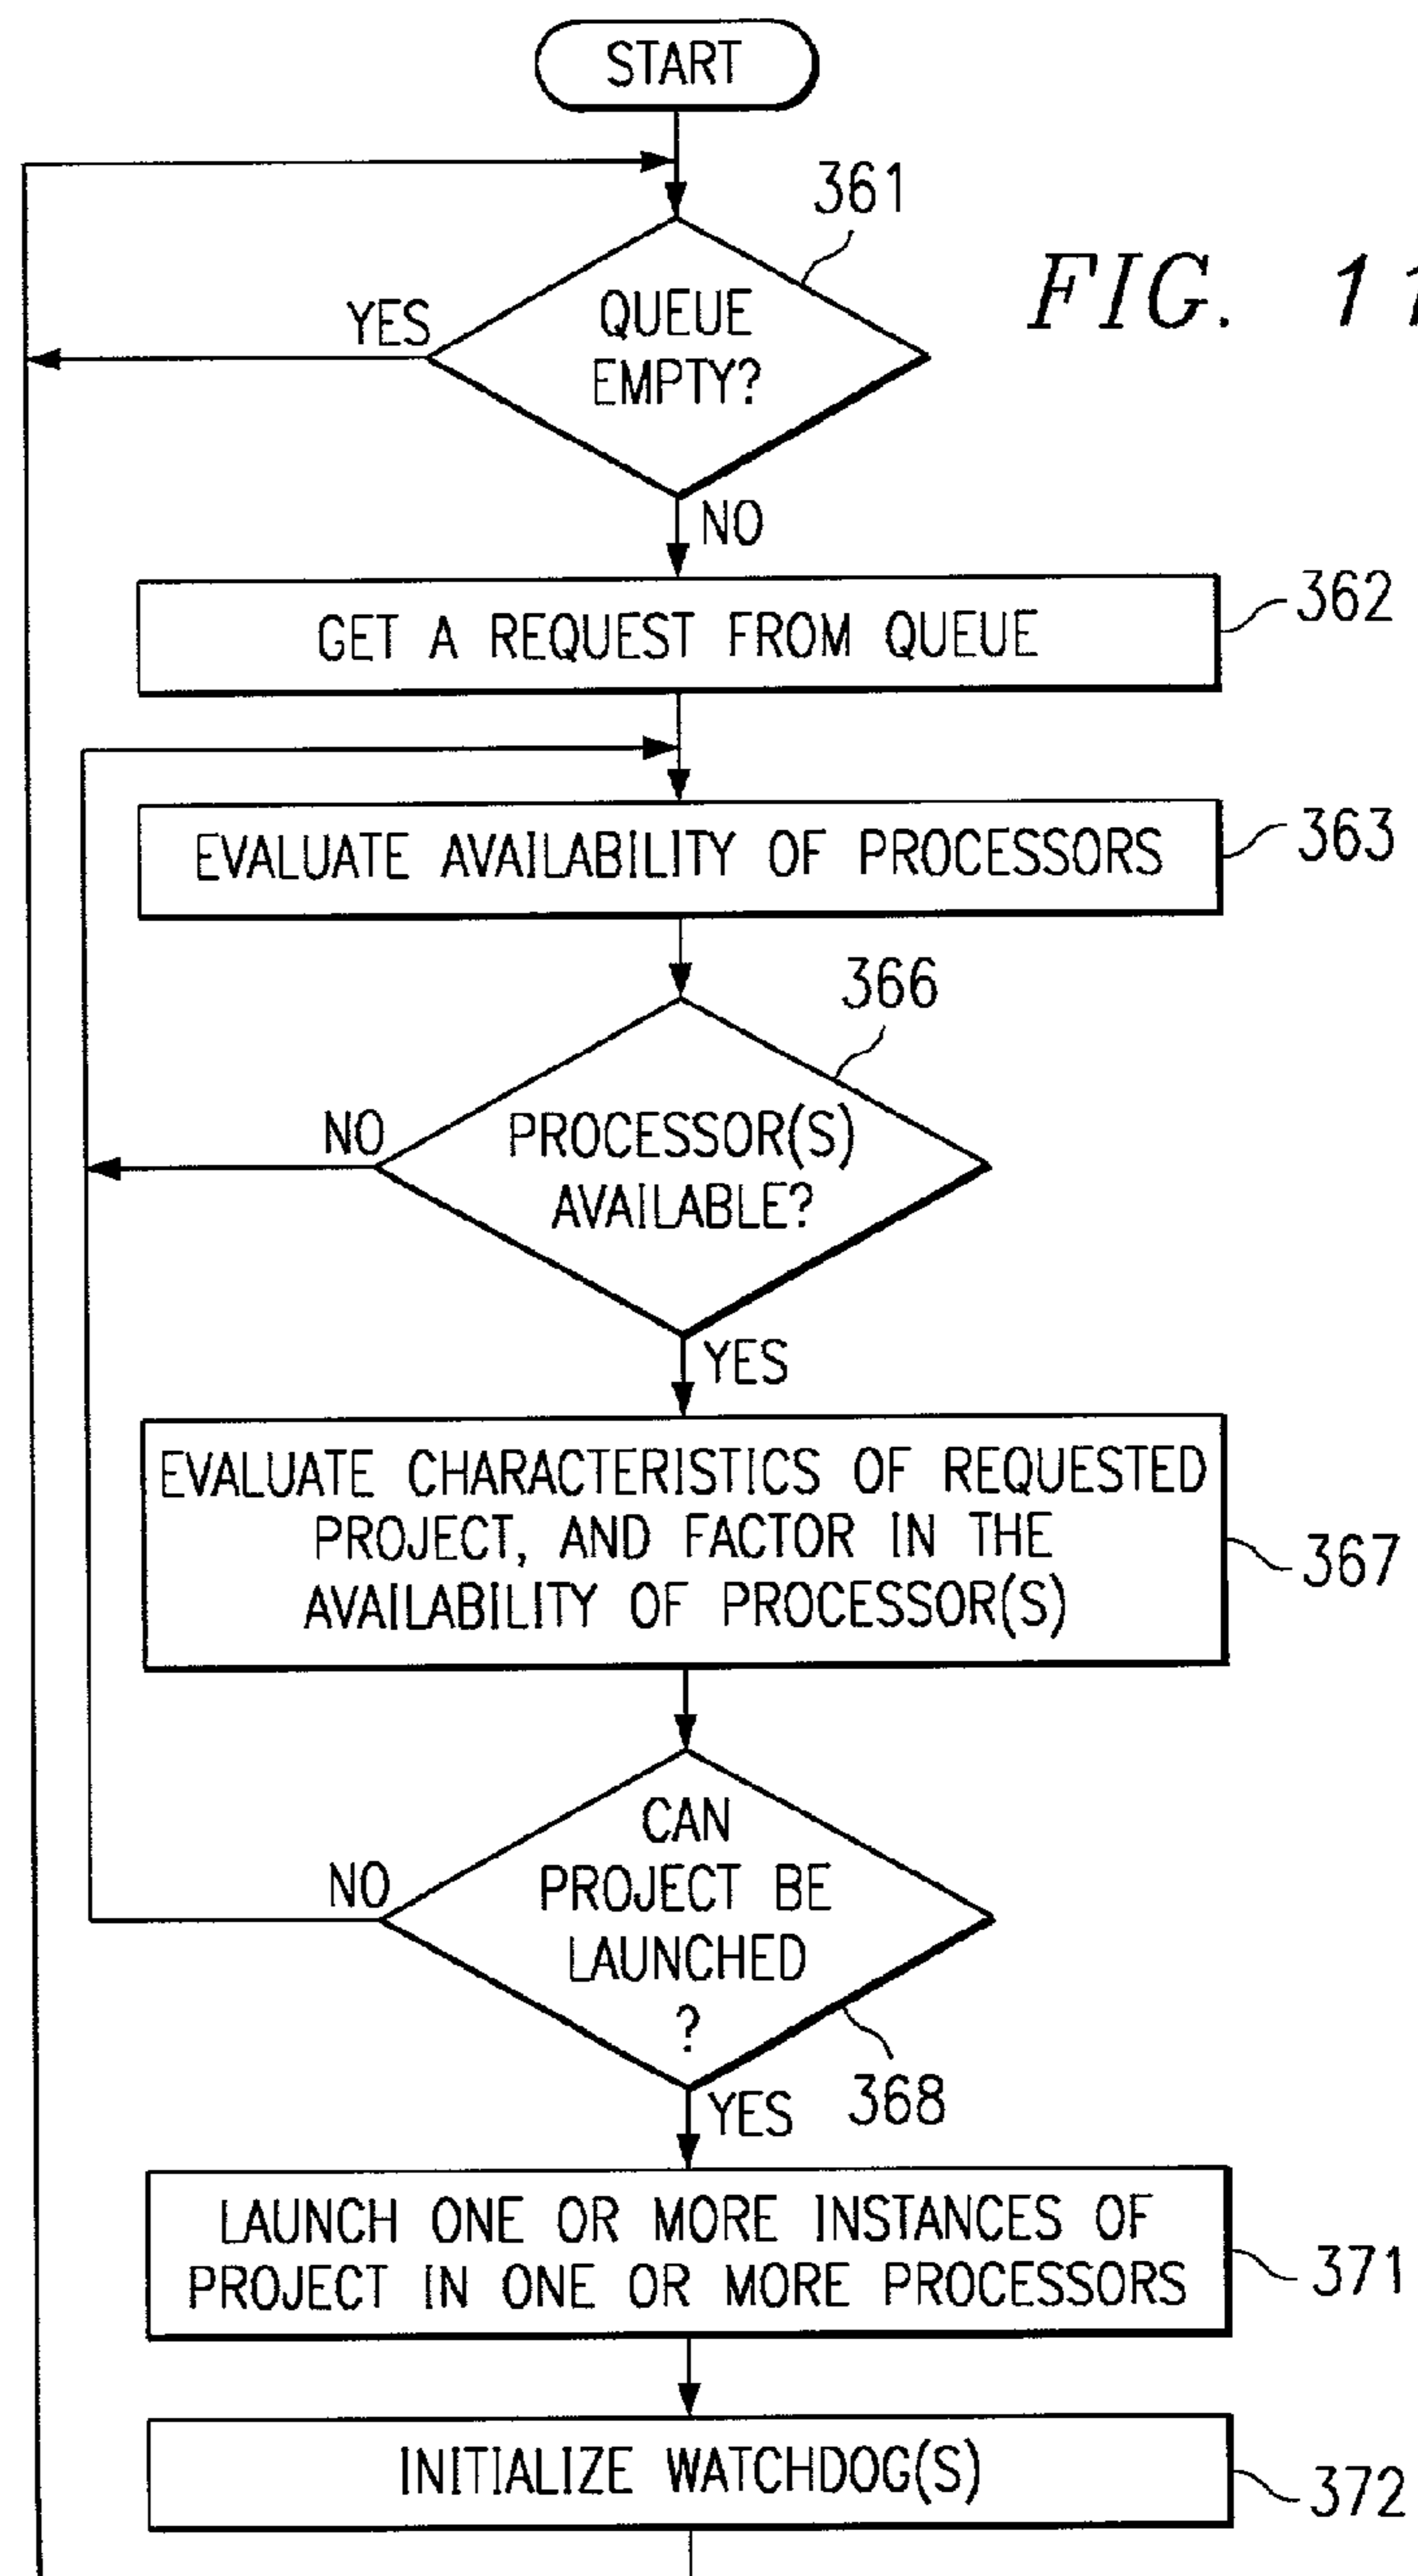 START
361
FIG. 11
YES
QUEUE
EMPTY?
NO
GET A REQUEST FROM QUEUE
362
EVALUATE AVAILABILITY OF PROCESSORS
363
366
NO
PROCESSOR(S)
AVAILABLE?
YES
EVALUATE CHARACTERISTICS OF REQUESTED
PROJECT, AND FACTOR IN THE
AVAILABILITY OF PROCESSOR(S)
367
CAN
NO
PROJECT BE
LAUNCHED
?
YES
368
LAUNCH ONE OR MORE INSTANCES OF
PROJECT IN ONE OR MORE PROCESSORS
371
INITIALIZE WATCHDOG(S)
372